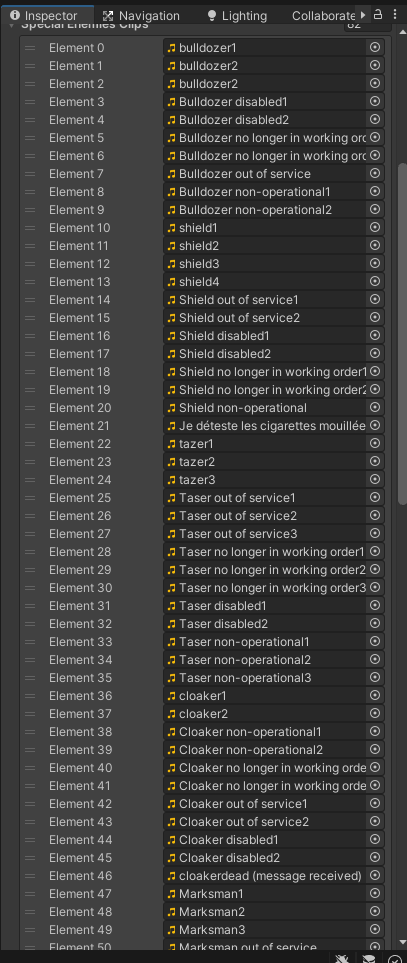 Inspector Navigation Lighting Collaborate
Special Enemies Clips 82
Element 0 bulldozer1
Element 1 bulldozer2
Element 2 bulldozer2
Element 3 Bulldozer disabled1
Element 4 Bulldozer disabled2
Element 5 Bulldozer no longer in working orc
Element 6 Bulldozer no longer in working orc
Element 7 Bulldozer out of service
Element 8 Bulldozer non-operational1
Element 9 Bulldozer non-operational2
Element 10 shield1
Element 11 shield2
Element 12 shield3
Element 13 shield4
Element 14 Shield out of service1
Element 15 Shield out of service2
Element 16 Shield disabled1
Element 17 Shield disabled2
Element 18 Shield no longer in working order1
Element 19 Shield no longer in working order2
Element 20 Shield non-operational
Element 21 Je déteste les cigarettes mouillée
Element 22 tazer1
Element 23 tazer2
Element 24 tazer3
Element 25 Taser out of service1
Element 26 Taser out of service2
Element 27 Taser out of service3
Element 28 Taser no longer in working order1
Element 29 Taser no longer in working order2
Element 30 Taser no longer in working order3
Element 31 Taser disabled1
Element 32 Taser disabled2
Element 33 Taser non-operational1
Element 34 Taser non-operational2
Element 35 Taser non-operational3
Element 36 cloaker1
Element 37 cloaker2
Element 38 Cloaker non-operational1
Element 39 Cloaker non-operational2
Element 40 Cloaker no longer in working orde
Element 41 Cloaker no longer in working orde
Element 42 Cloaker out of service1
Element 43 Cloaker out of service2
Element 44 Cloaker disabled1
Element 45 Cloaker disabled2
Element 46 cloakerdead (message received)
Element 47 Marksman1
Element 48 Marksman2
Element 49 Marksman3
Element 50 Marksman out of service